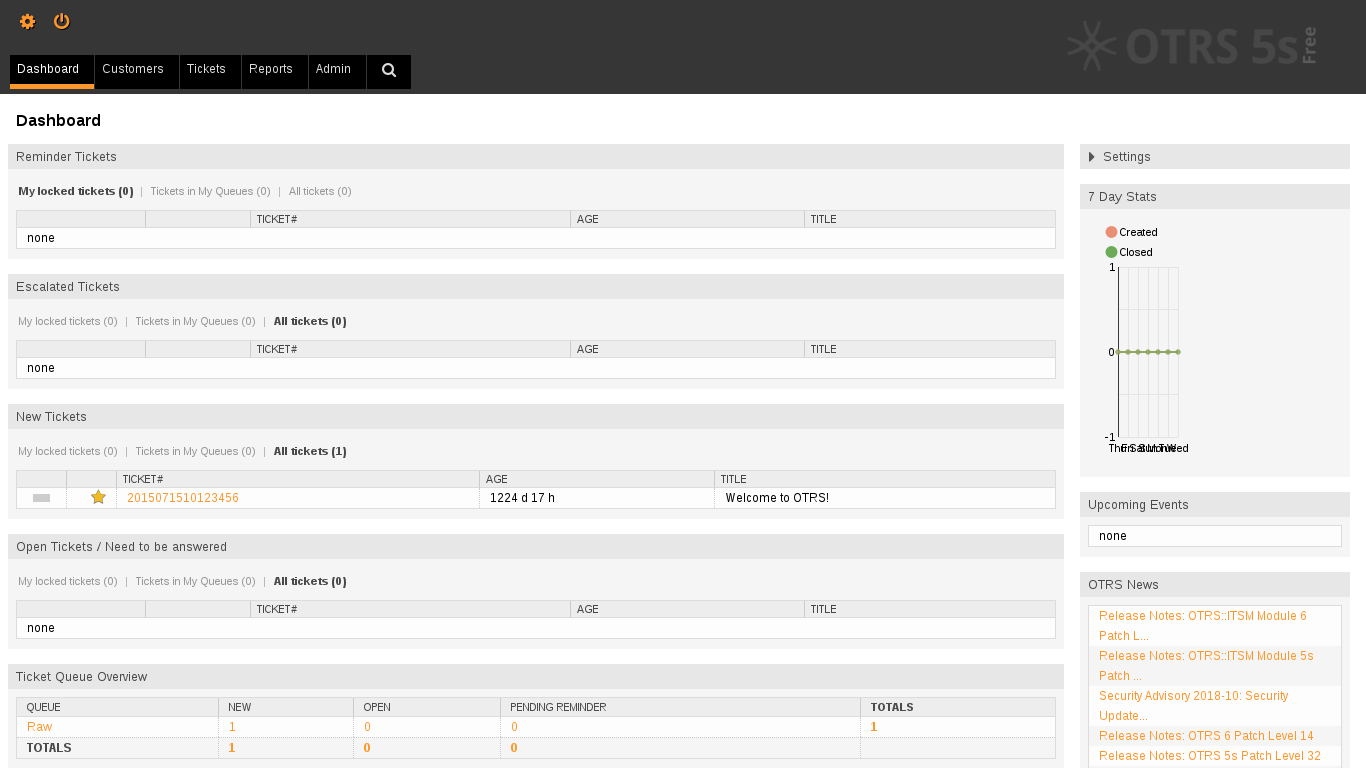 OTRS 5s Free
Dashboard Customers Tickets Reports Admin
Dashboard
Reminder Tickets
My locked tickets (0) | Tickets in My Queues (0) | All tickets (0)
TICKET# AGE TITLE
none
Escalated Tickets
My locked tickets (0) | Tickets in My Queues (0) | All tickets (0)
TICKET# AGE TITLE
none
New Tickets
My locked tickets (0) | Tickets in My Queues (0) | All tickets (1)
TICKET# AGE TITLE
2015071510123456 1224 d 17 h Welcome to OTRS!
Open Tickets / Need to be answered
My locked tickets (0) | Tickets in My Queues (0) | All tickets (0)
TICKET# AGE TITLE
none
Ticket Queue Overview
QUEUE NEW OPEN PENDING REMINDER TOTALS
Raw 1 0 0 1
TOTALS 1 0 0
Settings
7 Day Stats
Created
Closed
1
0
-1
Wed
Upcoming Events
none
OTRS News
Release Notes: OTRS::ITSM Module 6
Patch L...
Release Notes: OTRS::ITSM Module 5s
Patch ...
Security Advisory 2018-10: Security
Update...
Release Notes: OTRS 6 Patch Level 14
Release Notes: OTRS 5s Patch Level 32